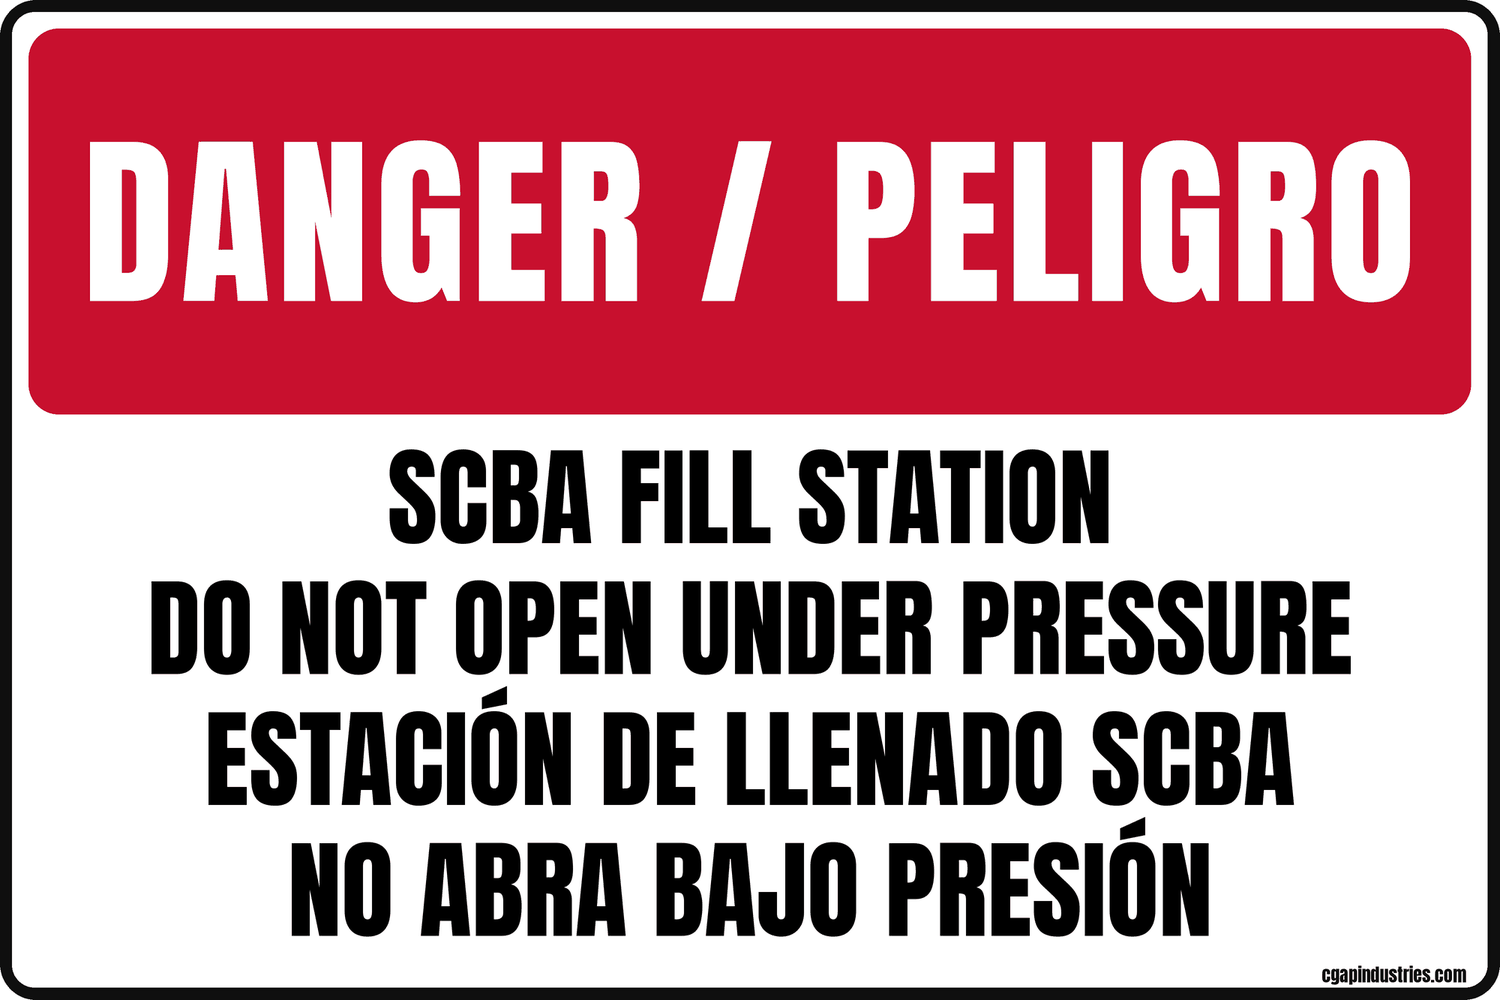 DANGER / PELIGRO
SCBA FILL STATION
DO NOT OPEN UNDER PRESSURE
ESTACIÓN DE LLENADO SCBA
NO ABRA BAJO PRESIÓN
cgapindustries.com